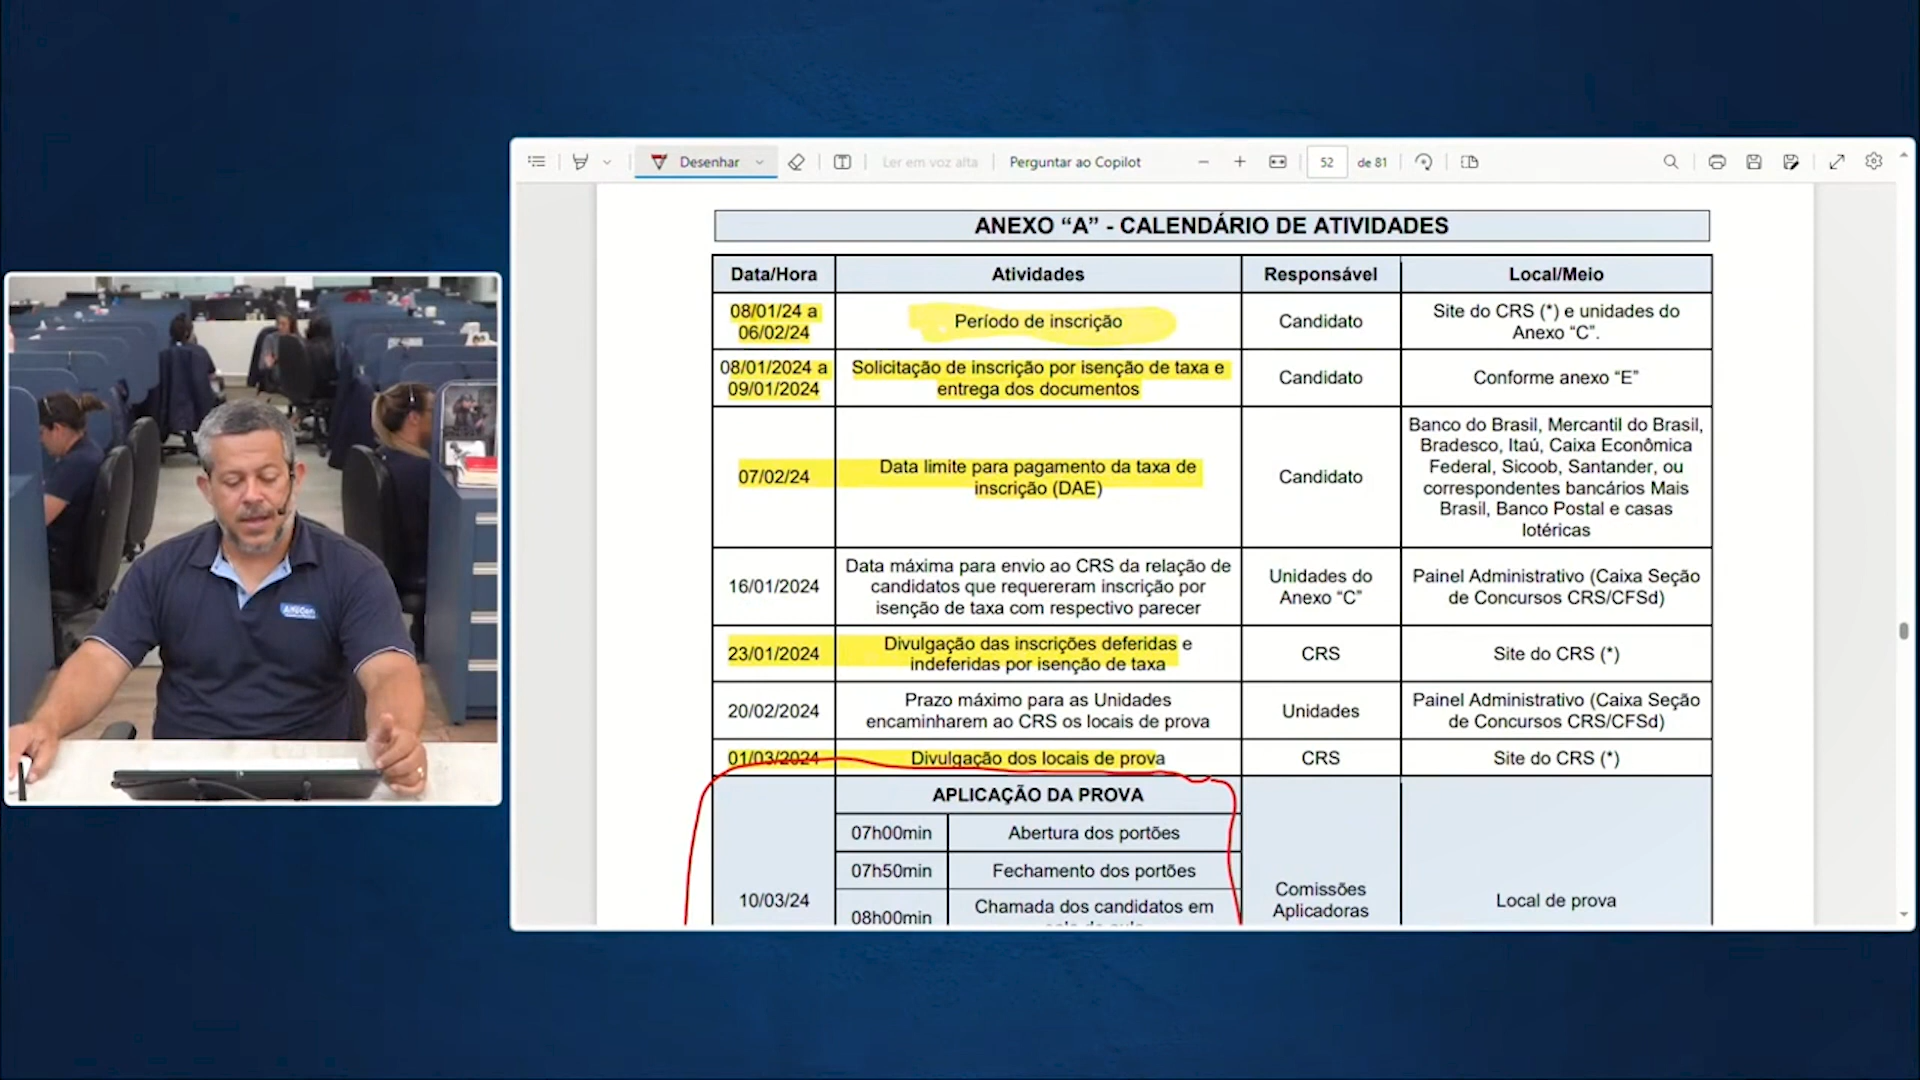 Desenhar
Ler em voz alta
Perguntar ao Copilot
52
de 81
ANEXO “A” - CALENDÁRIO DE ATIVIDADES
Data/Hora
Atividades
Responsável
Local/Meio
08/01/24 a
06/02/24
Período de inscrição
Candidato
Site do CRS (*) e unidades do
Anexo “C”.
08/01/2024 a
09/01/2024
Solicitação de inscrição por isenção de taxa e
entrega dos documentos
Candidato
Conforme anexo “E”
07/02/24
Data limite para pagamento da taxa de
inscrição (DAE)
Candidato
Banco do Brasil, Mercantil do Brasil,
Bradesco, Itaú, Caixa Econômica
Federal, Sicoob, Santander, ou
correspondentes bancários Mais
Brasil, Banco Postal e casas
lotéricas
16/01/2024
Data máxima para envio ao CRS da relação de
candidatos que requereram inscrição por
isenção de taxa com respectivo parecer
Unidades do
Anexo “C”
Painel Administrativo (Caixa Seção
de Concursos CRS/CFSd)
23/01/2024
Divulgação das inscrições deferidas e
indeferidas por isenção de taxa
CRS
Site do CRS (*)
20/02/2024
Prazo máximo para as Unidades
encaminharem ao CRS os locais de prova
Unidades
Painel Administrativo (Caixa Seção
de Concursos CRS/CFSd)
01/03/2024
Divulgação dos locais de prova
CRS
Site do CRS (*)
10/03/24
APLICAÇÃO DA PROVA
07h00min
Abertura dos portões
07h50min
Fechamento dos portões
08h00min
Chamada dos candidatos em
Comissões
Aplicadoras
Local de prova